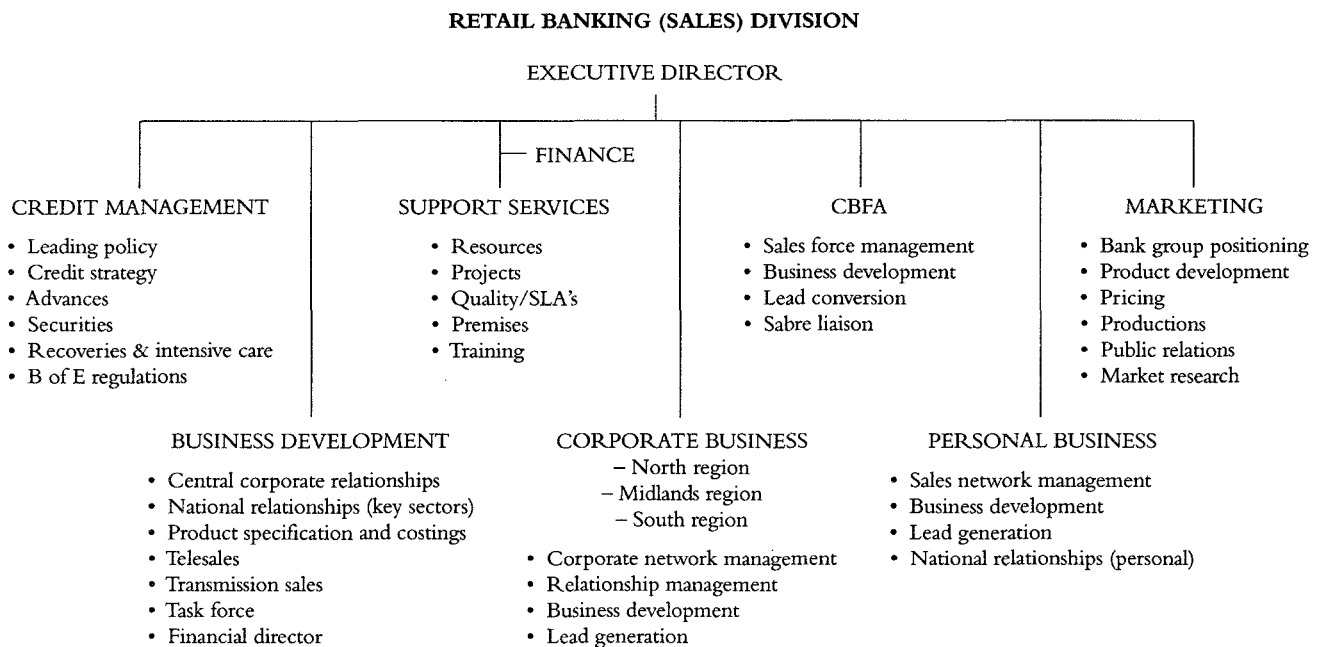 RETAIL BANKING (SALES) DIVISION
EXECUTIVE DIRECTOR
FINANCE
CREDIT MANAGEMENT
• Leading policy
• Credit strategy
• Advances
• Securities
• Recoveries & intensive care
• B of E regulations
SUPPORT SERVICES
• Resources
• Projects
• Quality/SLA's
• Premises
• Training
CBFA
• Sales force management
• Business development
• Lead conversion
• Sabre liaison
MARKETING
• Bank group positioning
• Product development
• Pricing
• Productions
• Public relations
• Market research
BUSINESS DEVELOPMENT
• Central corporate relationships
• National relationships (key sectors)
• Product specification and costings
• Telesales
• Transmission sales
• Task force
• Financial director
CORPORATE BUSINESS
– North region
– Midlands region
– South region
• Corporate network management
• Relationship management
• Business development
• Lead generation
PERSONAL BUSINESS
• Sales network management
• Business development
• Lead generation
• National relationships (personal)